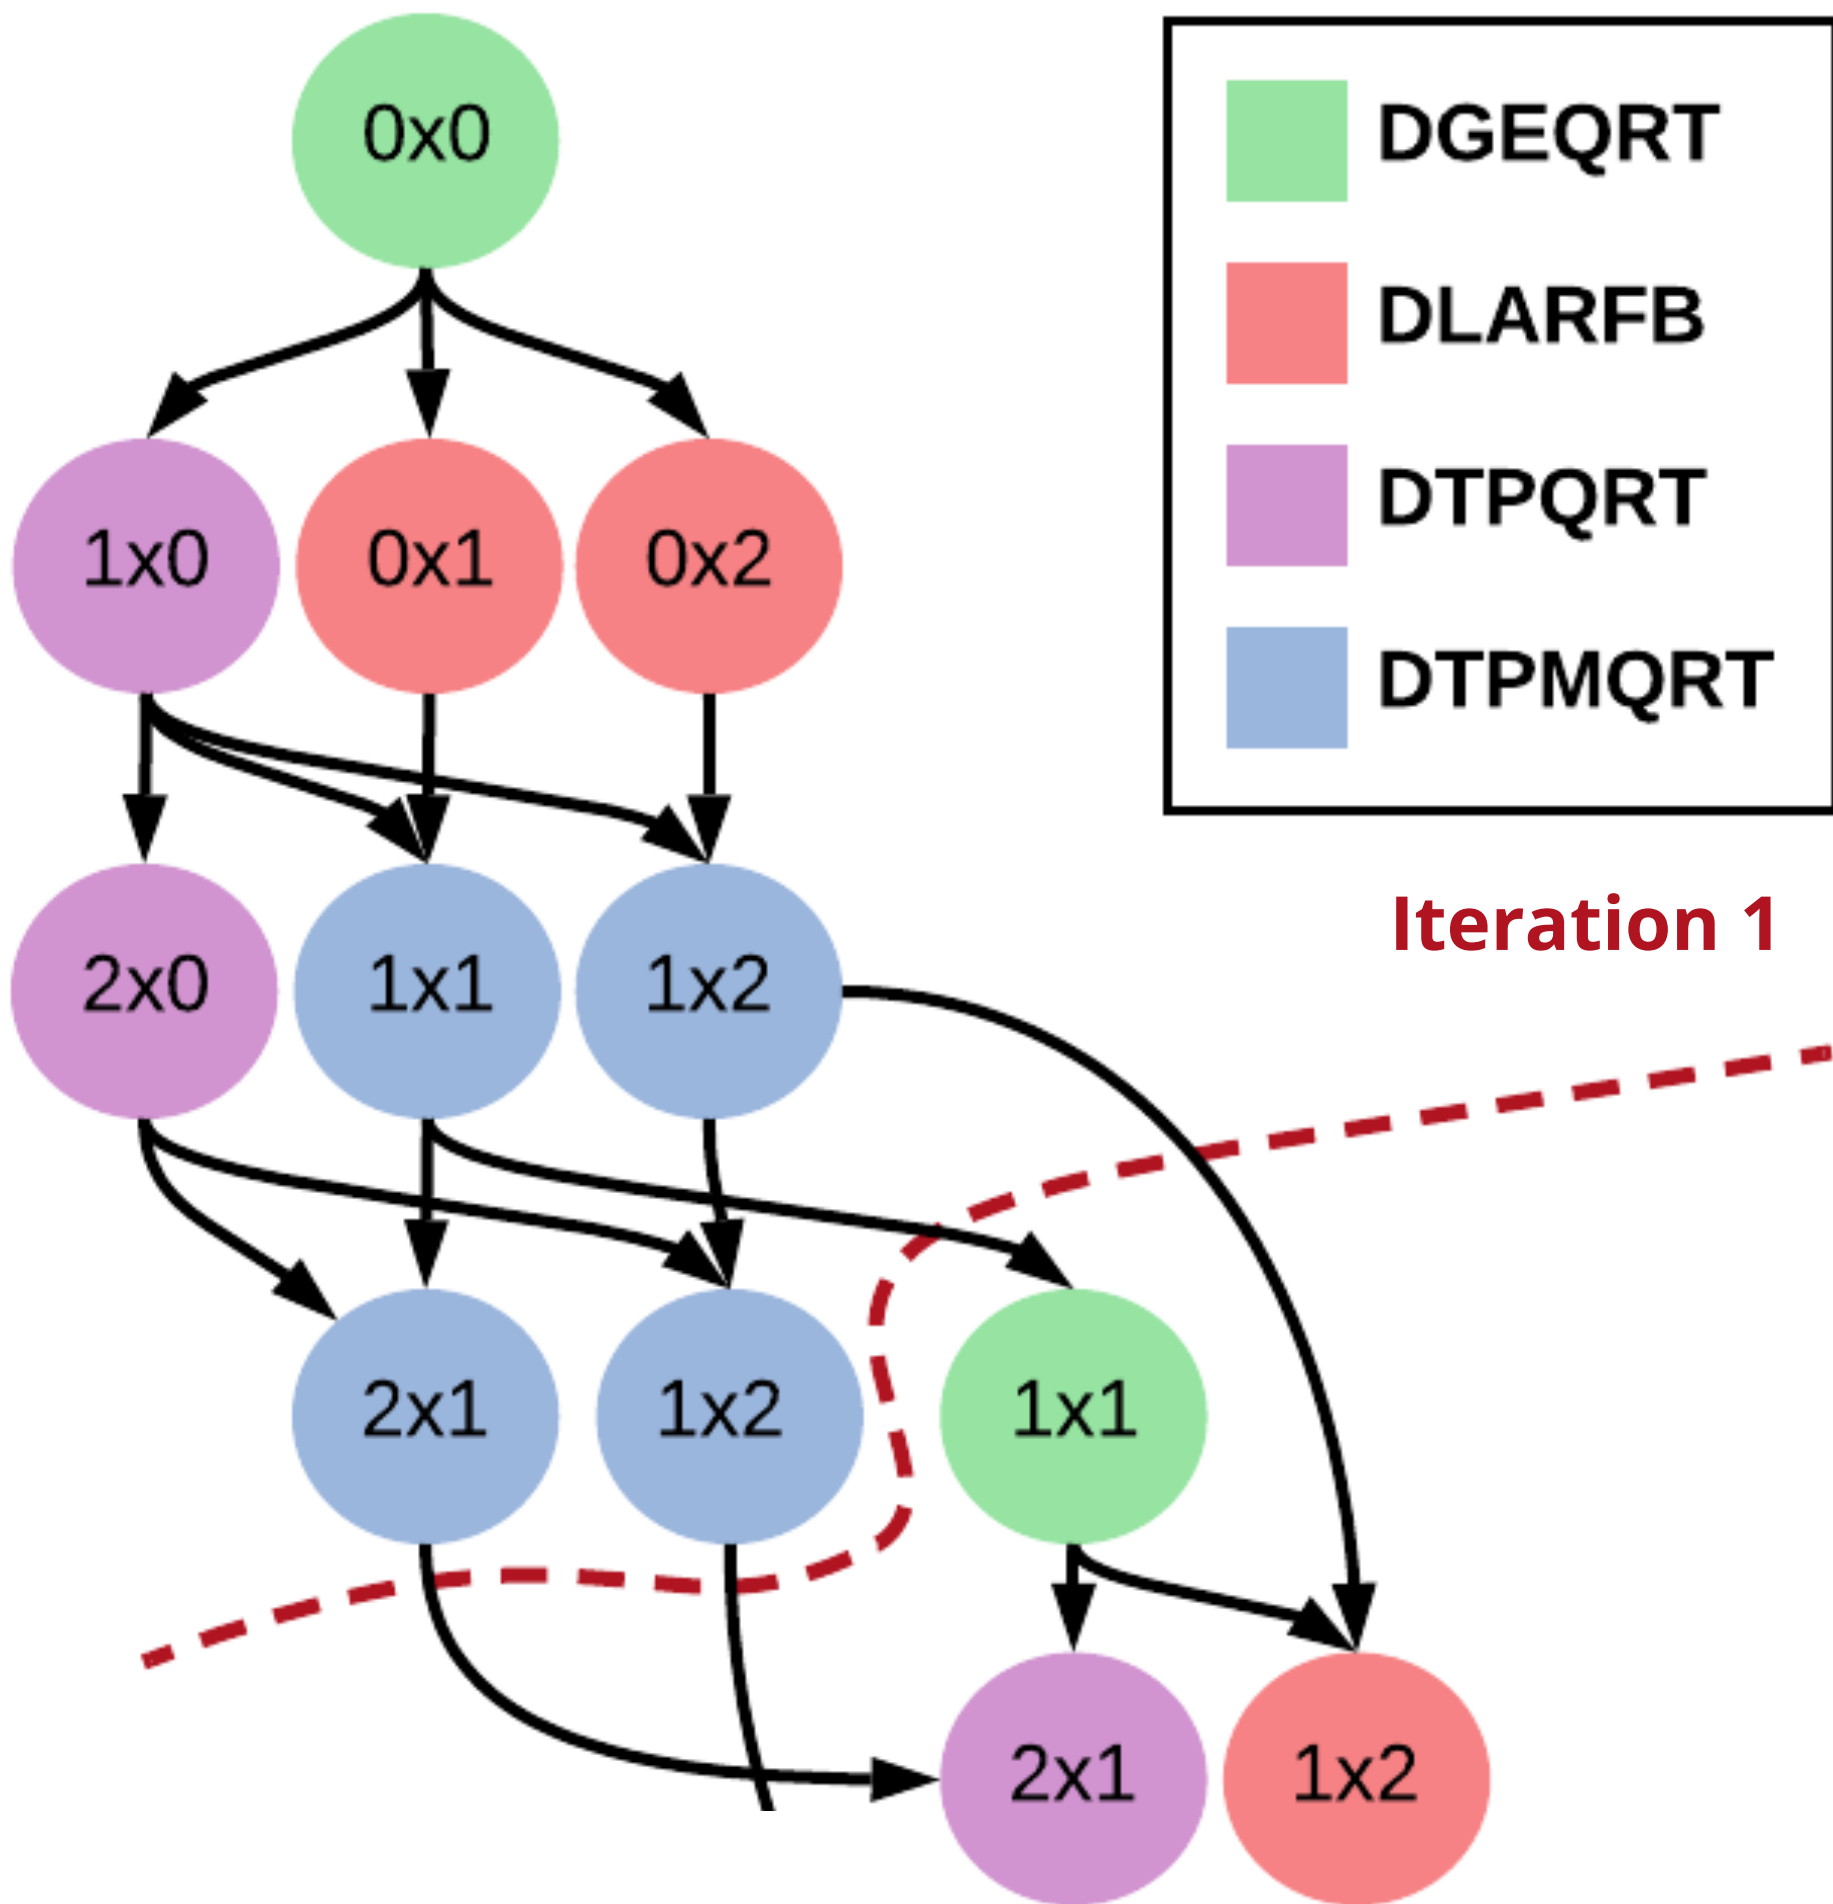 0x0
DGEQRT
DLARFB
DTPQRT
DTPMQRT
1x0 0x1 0x2
Iteration 1
2x0 1x1 1x2
2x1 1x2 1x1
2x1 1x2